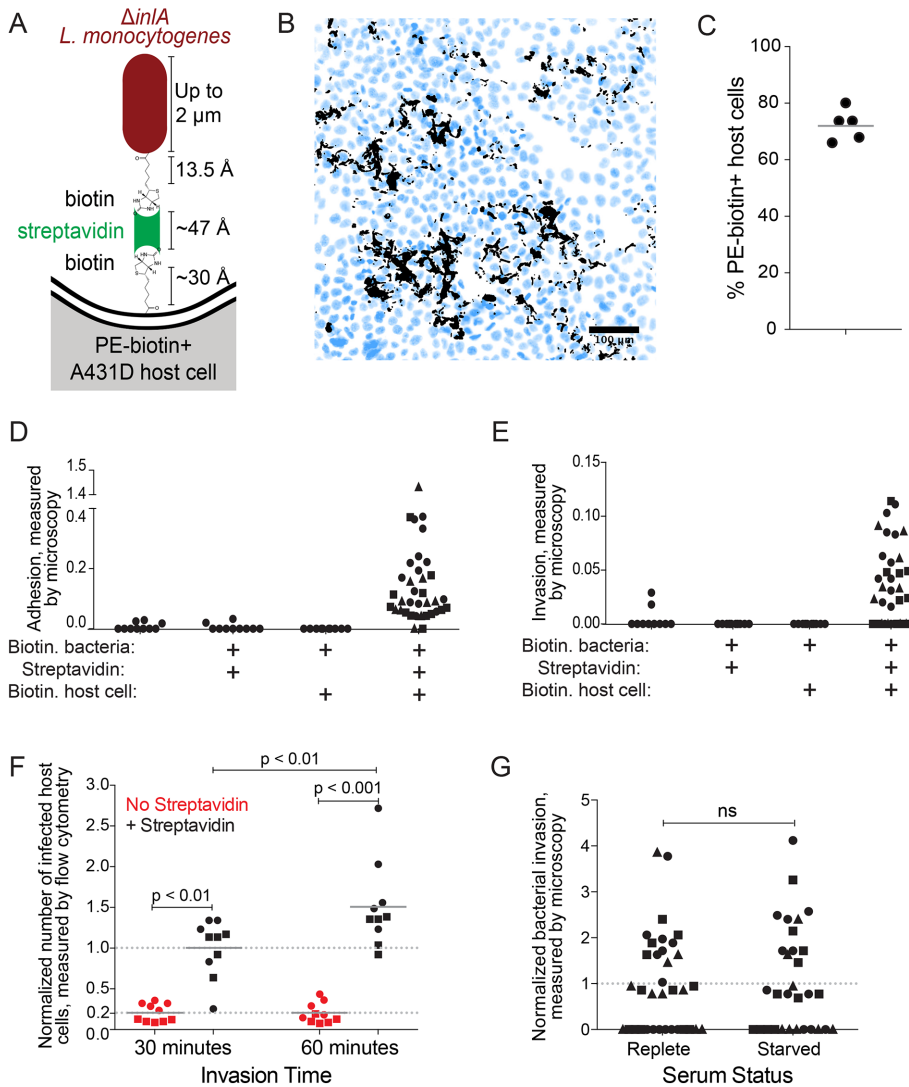 A
ΔinlA
L. monocytogenes
Up to
2 μm
13.5 Å
biotin
streptavidin
~47 Å
biotin
~30 Å
PE-biotin+
A431D host cell
B
100 μm
C
% PE-biotin+ host cells
100
80
60
40
20
0
D
Adhesion, measured
by microscopy
1.5
1.4
0.4
0.2
0.0
Biotin. bacteria: + + +
Streptavidin: + +
Biotin. host cell: + +
E
Invasion, measured
by microscopy
0.15
0.10
0.05
0.00
Biotin. bacteria: + + +
Streptavidin: + +
Biotin. host cell: + +
F
Normalized number of infected host
cells, measured by flow cytometry
3.0
2.5
2.0
1.5
1.0
0.2
0.0
No Streptavidin
+ Streptavidin
p < 0.01
p < 0.001
p < 0.01
30 minutes 60 minutes
Invasion Time
G
Normalized bacterial invasion,
measured by microscopy
5
4
3
2
1
0
ns
Replete Starved
Serum Status